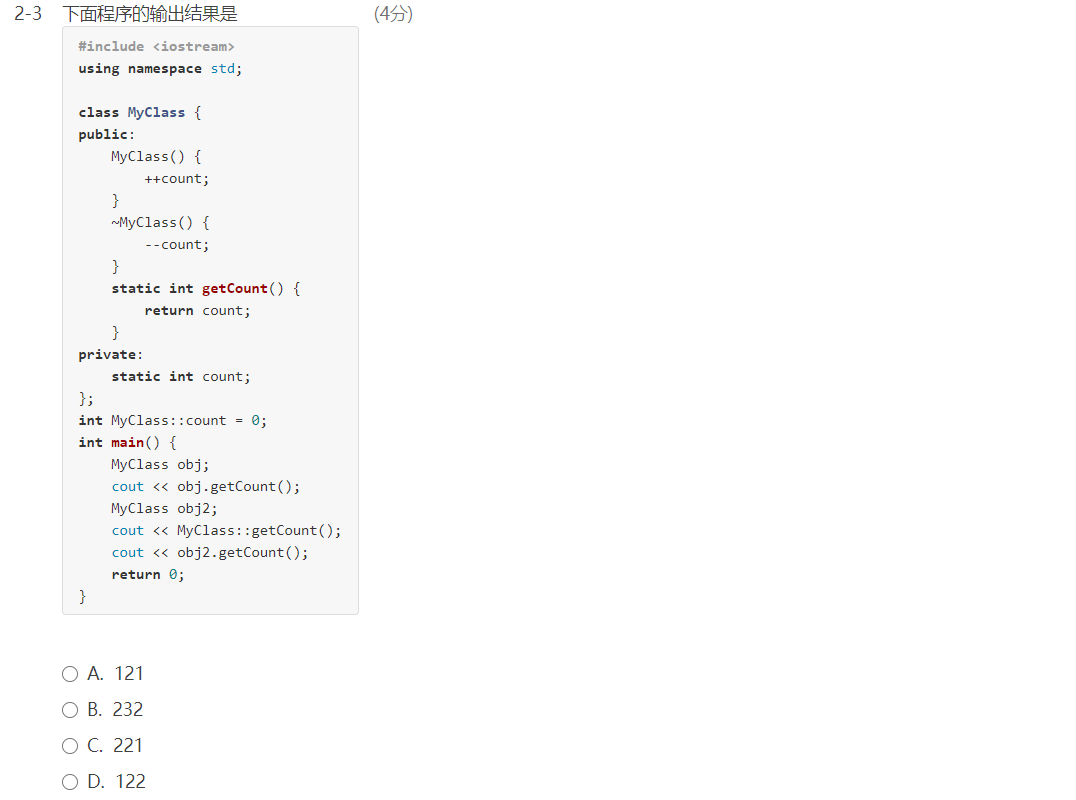 2-3 下面程序的输出结果是 (4分)
#include <iostream>
using namespace std;

class MyClass {
public:
    MyClass() {
        ++count;
    }
    ~MyClass() {
        --count;
    }
    static int getCount() {
        return count;
    }
private:
    static int count;
};
int MyClass::count = 0;
int main() {
    MyClass obj;
    cout << obj.getCount();
    MyClass obj2;
    cout << MyClass::getCount();
    cout << obj2.getCount();
    return 0;
}
A. 121
B. 232
C. 221
D. 122